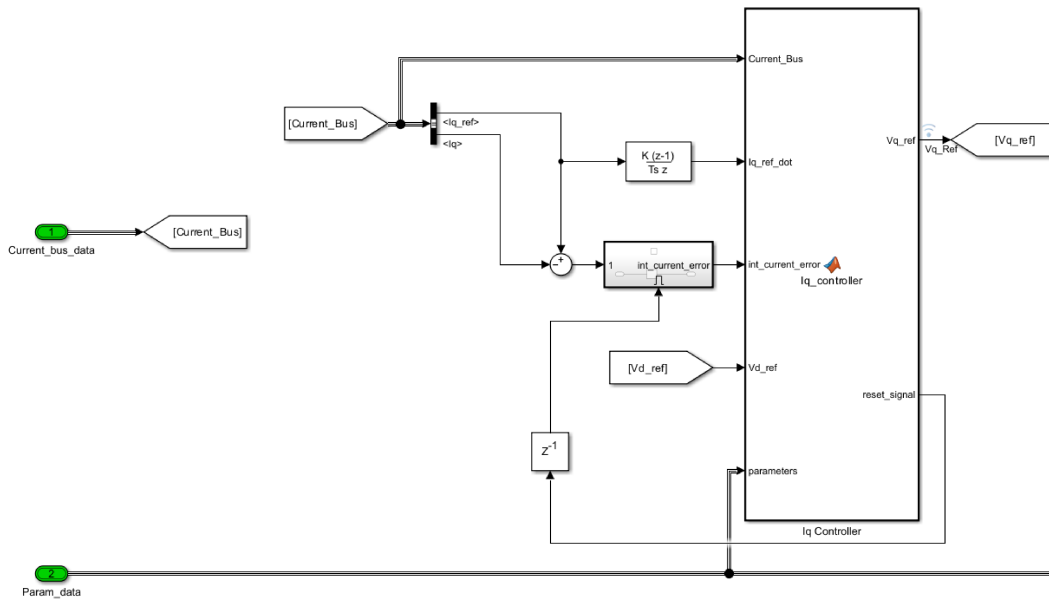 Current_Bus
[Current_Bus]
<Iq_ref>
<Iq>
K (z-1)
Ts z
Iq_ref_dot
Vq_ref
Vq_Ref
[Vq_ref]
1
Current_bus_data
[Current_Bus]
1
int_current_error
int_current_error
Iq_controller
[Vd_ref]
Vd_ref
reset_signal
Z-1
parameters
Iq Controller
2
Param_data